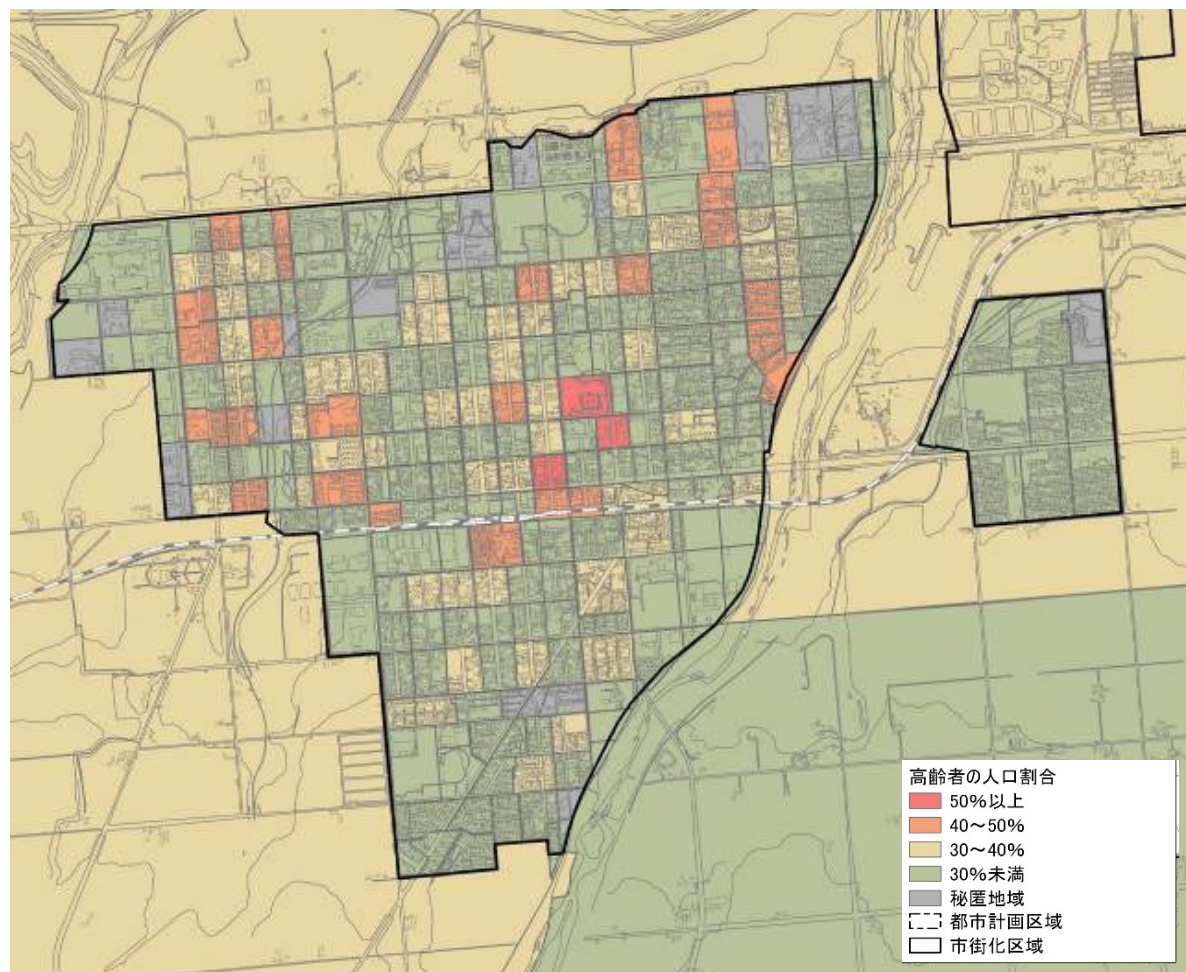 高齢者の人口割合
50%以上
40～50%
30～40%
30%未満
秘匿地域
都市計画区域
市街化区域